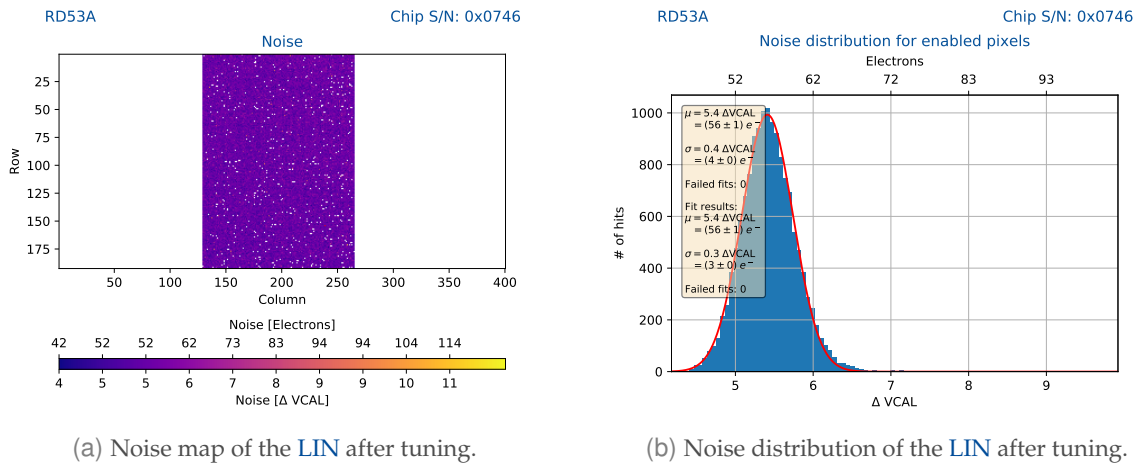 RD53A Chip S/N: 0x0746
Noise
25
50
75
100
125
150
175
Row
50 100 150 200 250 300 350 400
Column
Noise [Electrons]
42 52 52 62 73 83 94 94 104 114
4 5 5 6 7 8 9 9 10 11
Noise [Δ VCAL]
(a) Noise map of the LIN after tuning.
RD53A Chip S/N: 0x0746
Noise distribution for enabled pixels
Electrons
52 62 72 83 93
1000
800
600
400
200
0
# of hits
μ = 5.4 ΔVCAL
= (56 ± 1) e⁻
σ = 0.4 ΔVCAL
= (4 ± 0) e⁻
Failed fits: 0
Fit results:
μ = 5.4 ΔVCAL
= (56 ± 1) e⁻
σ = 0.3 ΔVCAL
= (3 ± 0) e⁻
Failed fits: 0
5 6 7 8 9
Δ VCAL
(b) Noise distribution of the LIN after tuning.